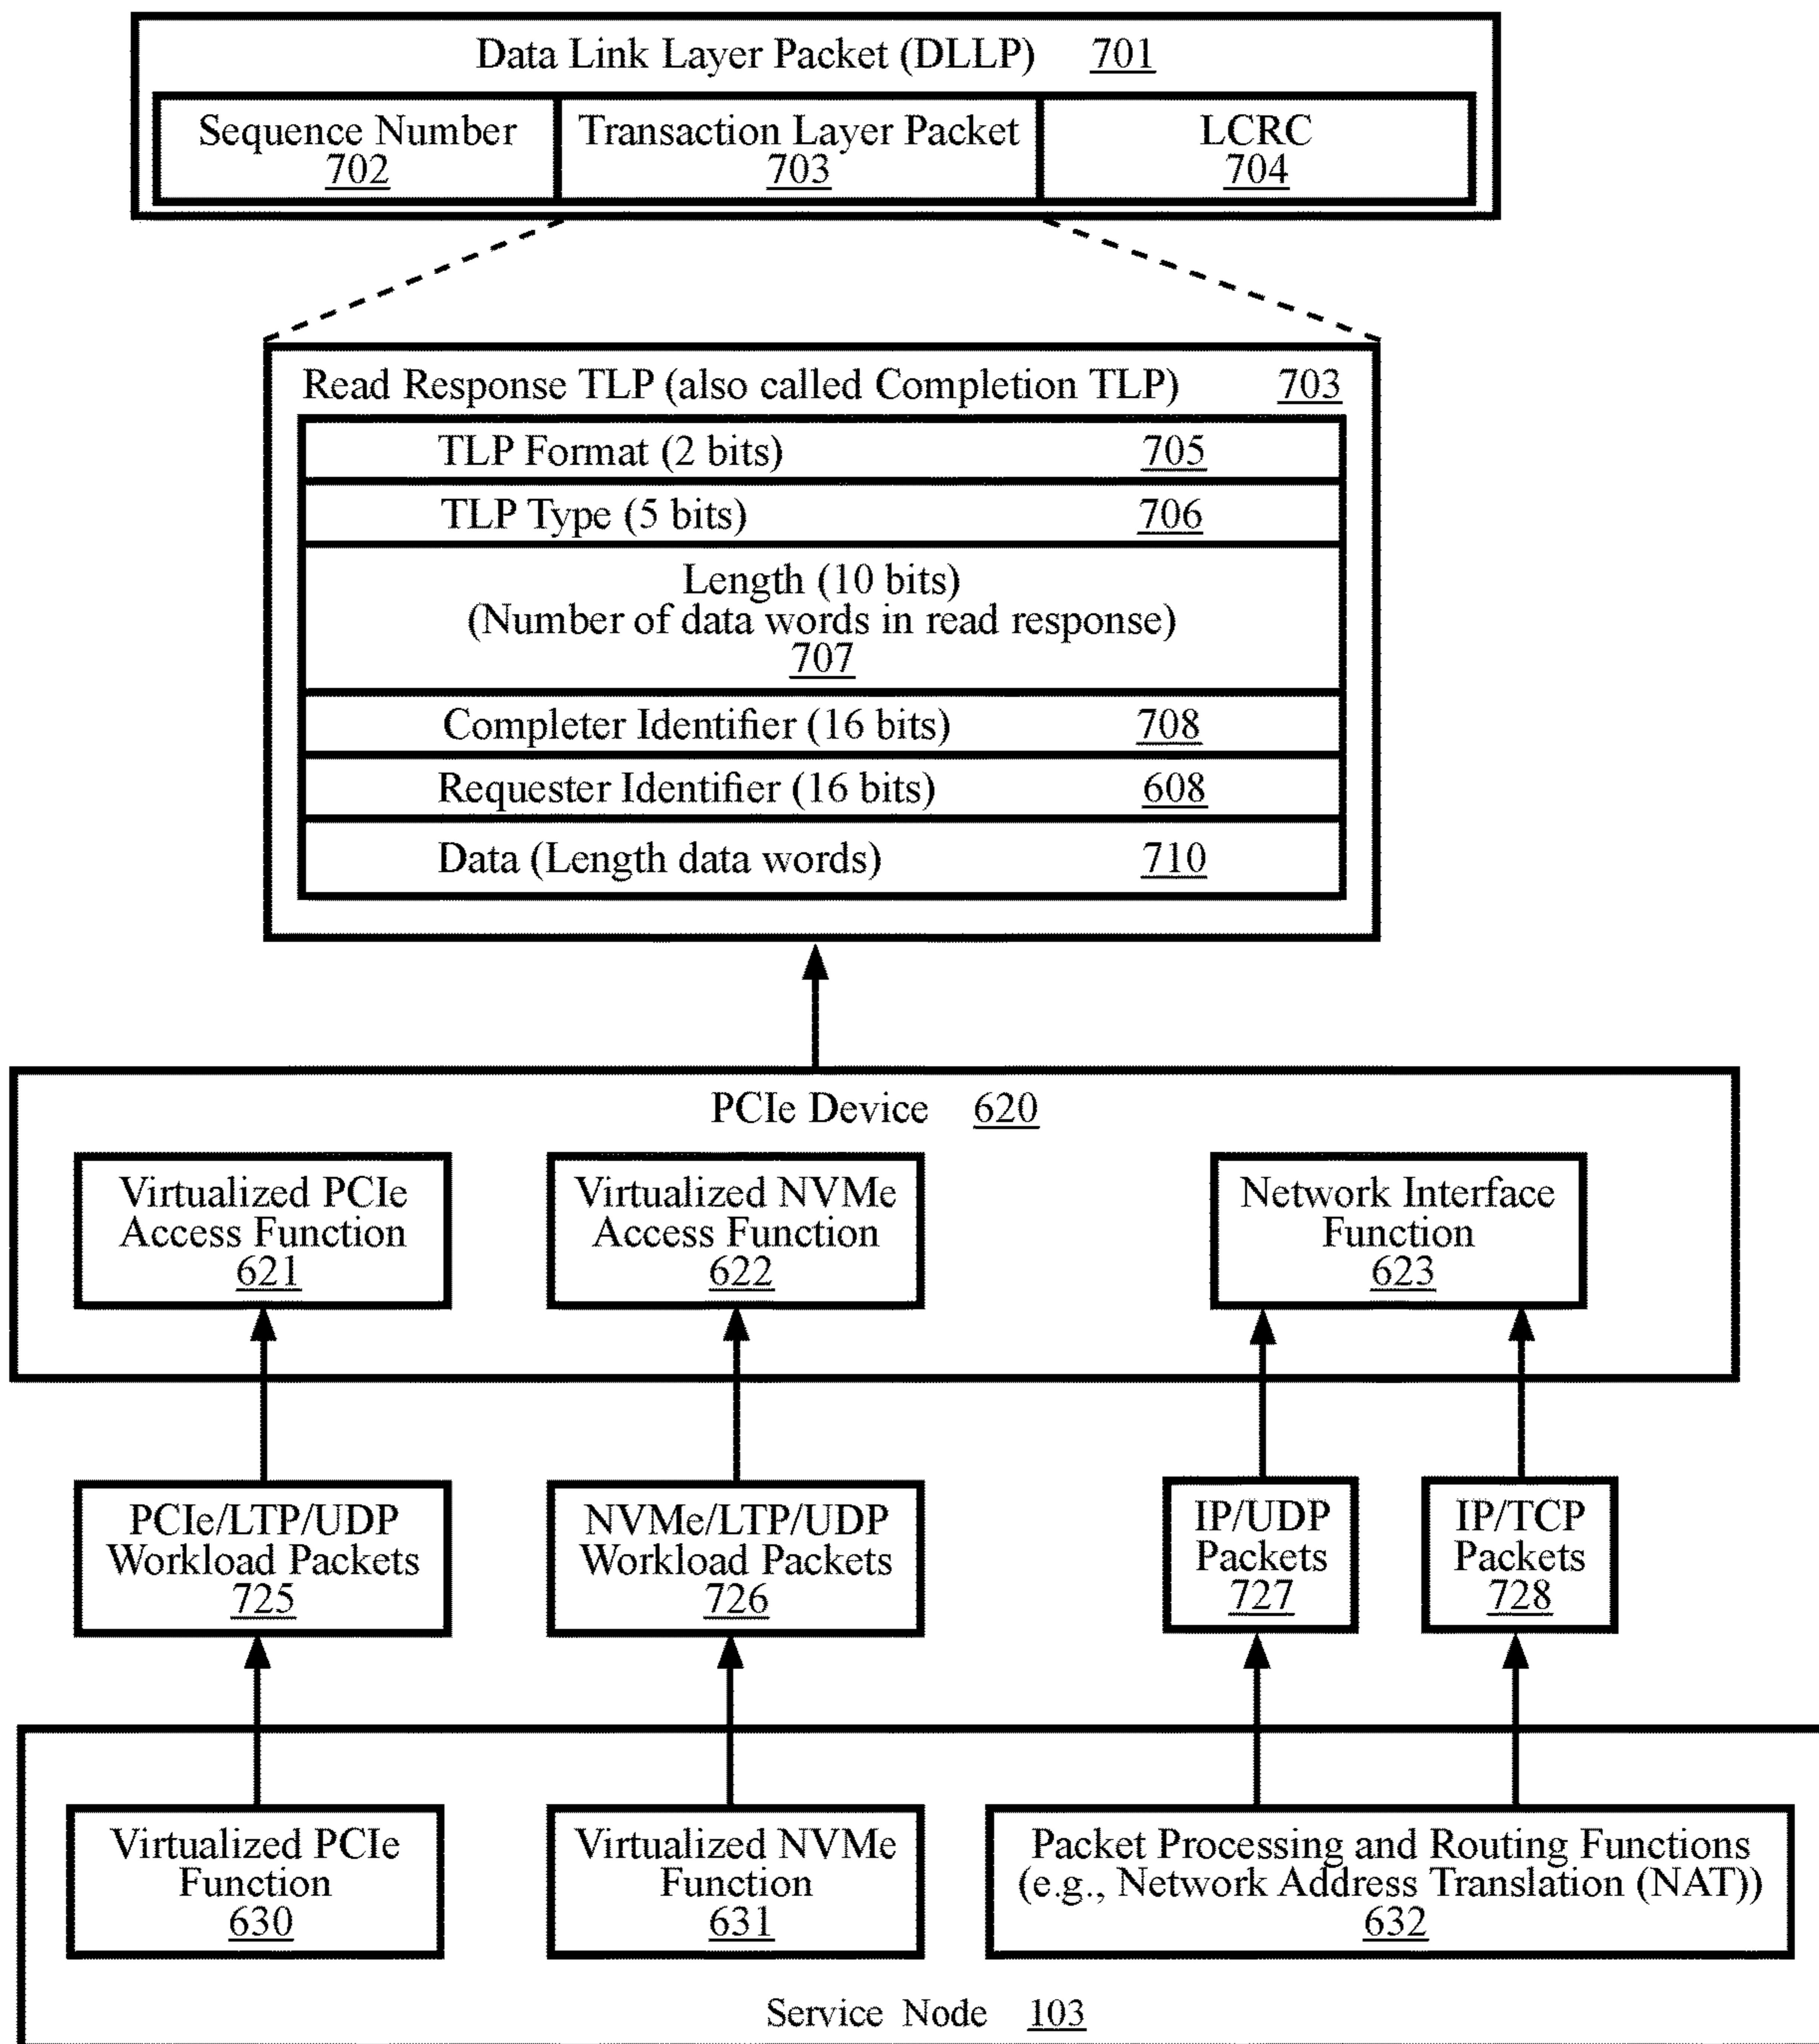 Data Link Layer Packet (DLLP) 701
Sequence Number
702
Transaction Layer Packet
703
LCRC
704
Read Response TLP (also called Completion TLP) 703
TLP Format (2 bits) 705
TLP Type (5 bits) 706
Length (10 bits)
(Number of data words in read response)
707
Completer Identifier (16 bits) 708
Requester Identifier (16 bits) 608
Data (Length data words) 710
PCIe Device 620
Virtualized PCIe
Access Function
621
Virtualized NVMe
Access Function
622
Network Interface
Function
623
PCIe/LTP/UDP
Workload Packets
725
NVMe/LTP/UDP
Workload Packets
726
IP/UDP
Packets
727
IP/TCP
Packets
728
Virtualized PCIe
Function
630
Virtualized NVMe
Function
631
Packet Processing and Routing Functions
(e.g., Network Address Translation (NAT))
632
Service Node 103